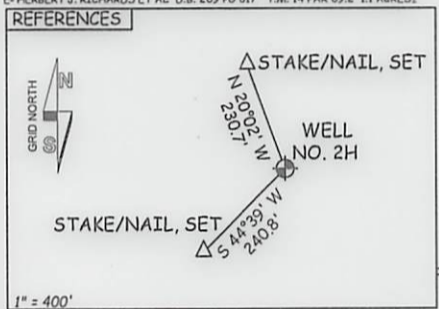 REFERENCES
STAKE/NAIL, SET
GRID NORTH
N
S
N 20°02' W
230.7'
WELL
NO. 2H
STAKE/NAIL, SET
S 44°39' W
240.8'
1" = 400'